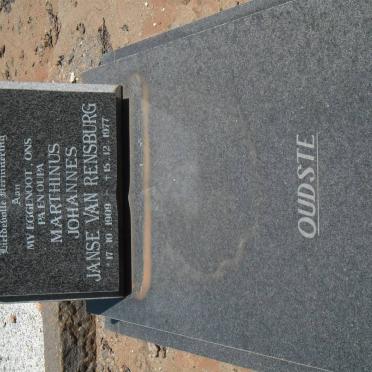 Liefdevolle Herinnering
Aan
MY EGGENOOT, ONS
PA EN OUPA
MARTHINUS
JOHANNES
JANSE VAN RENSBURG
* 17.10.1909 - † 15.12.1977
OUDSTE